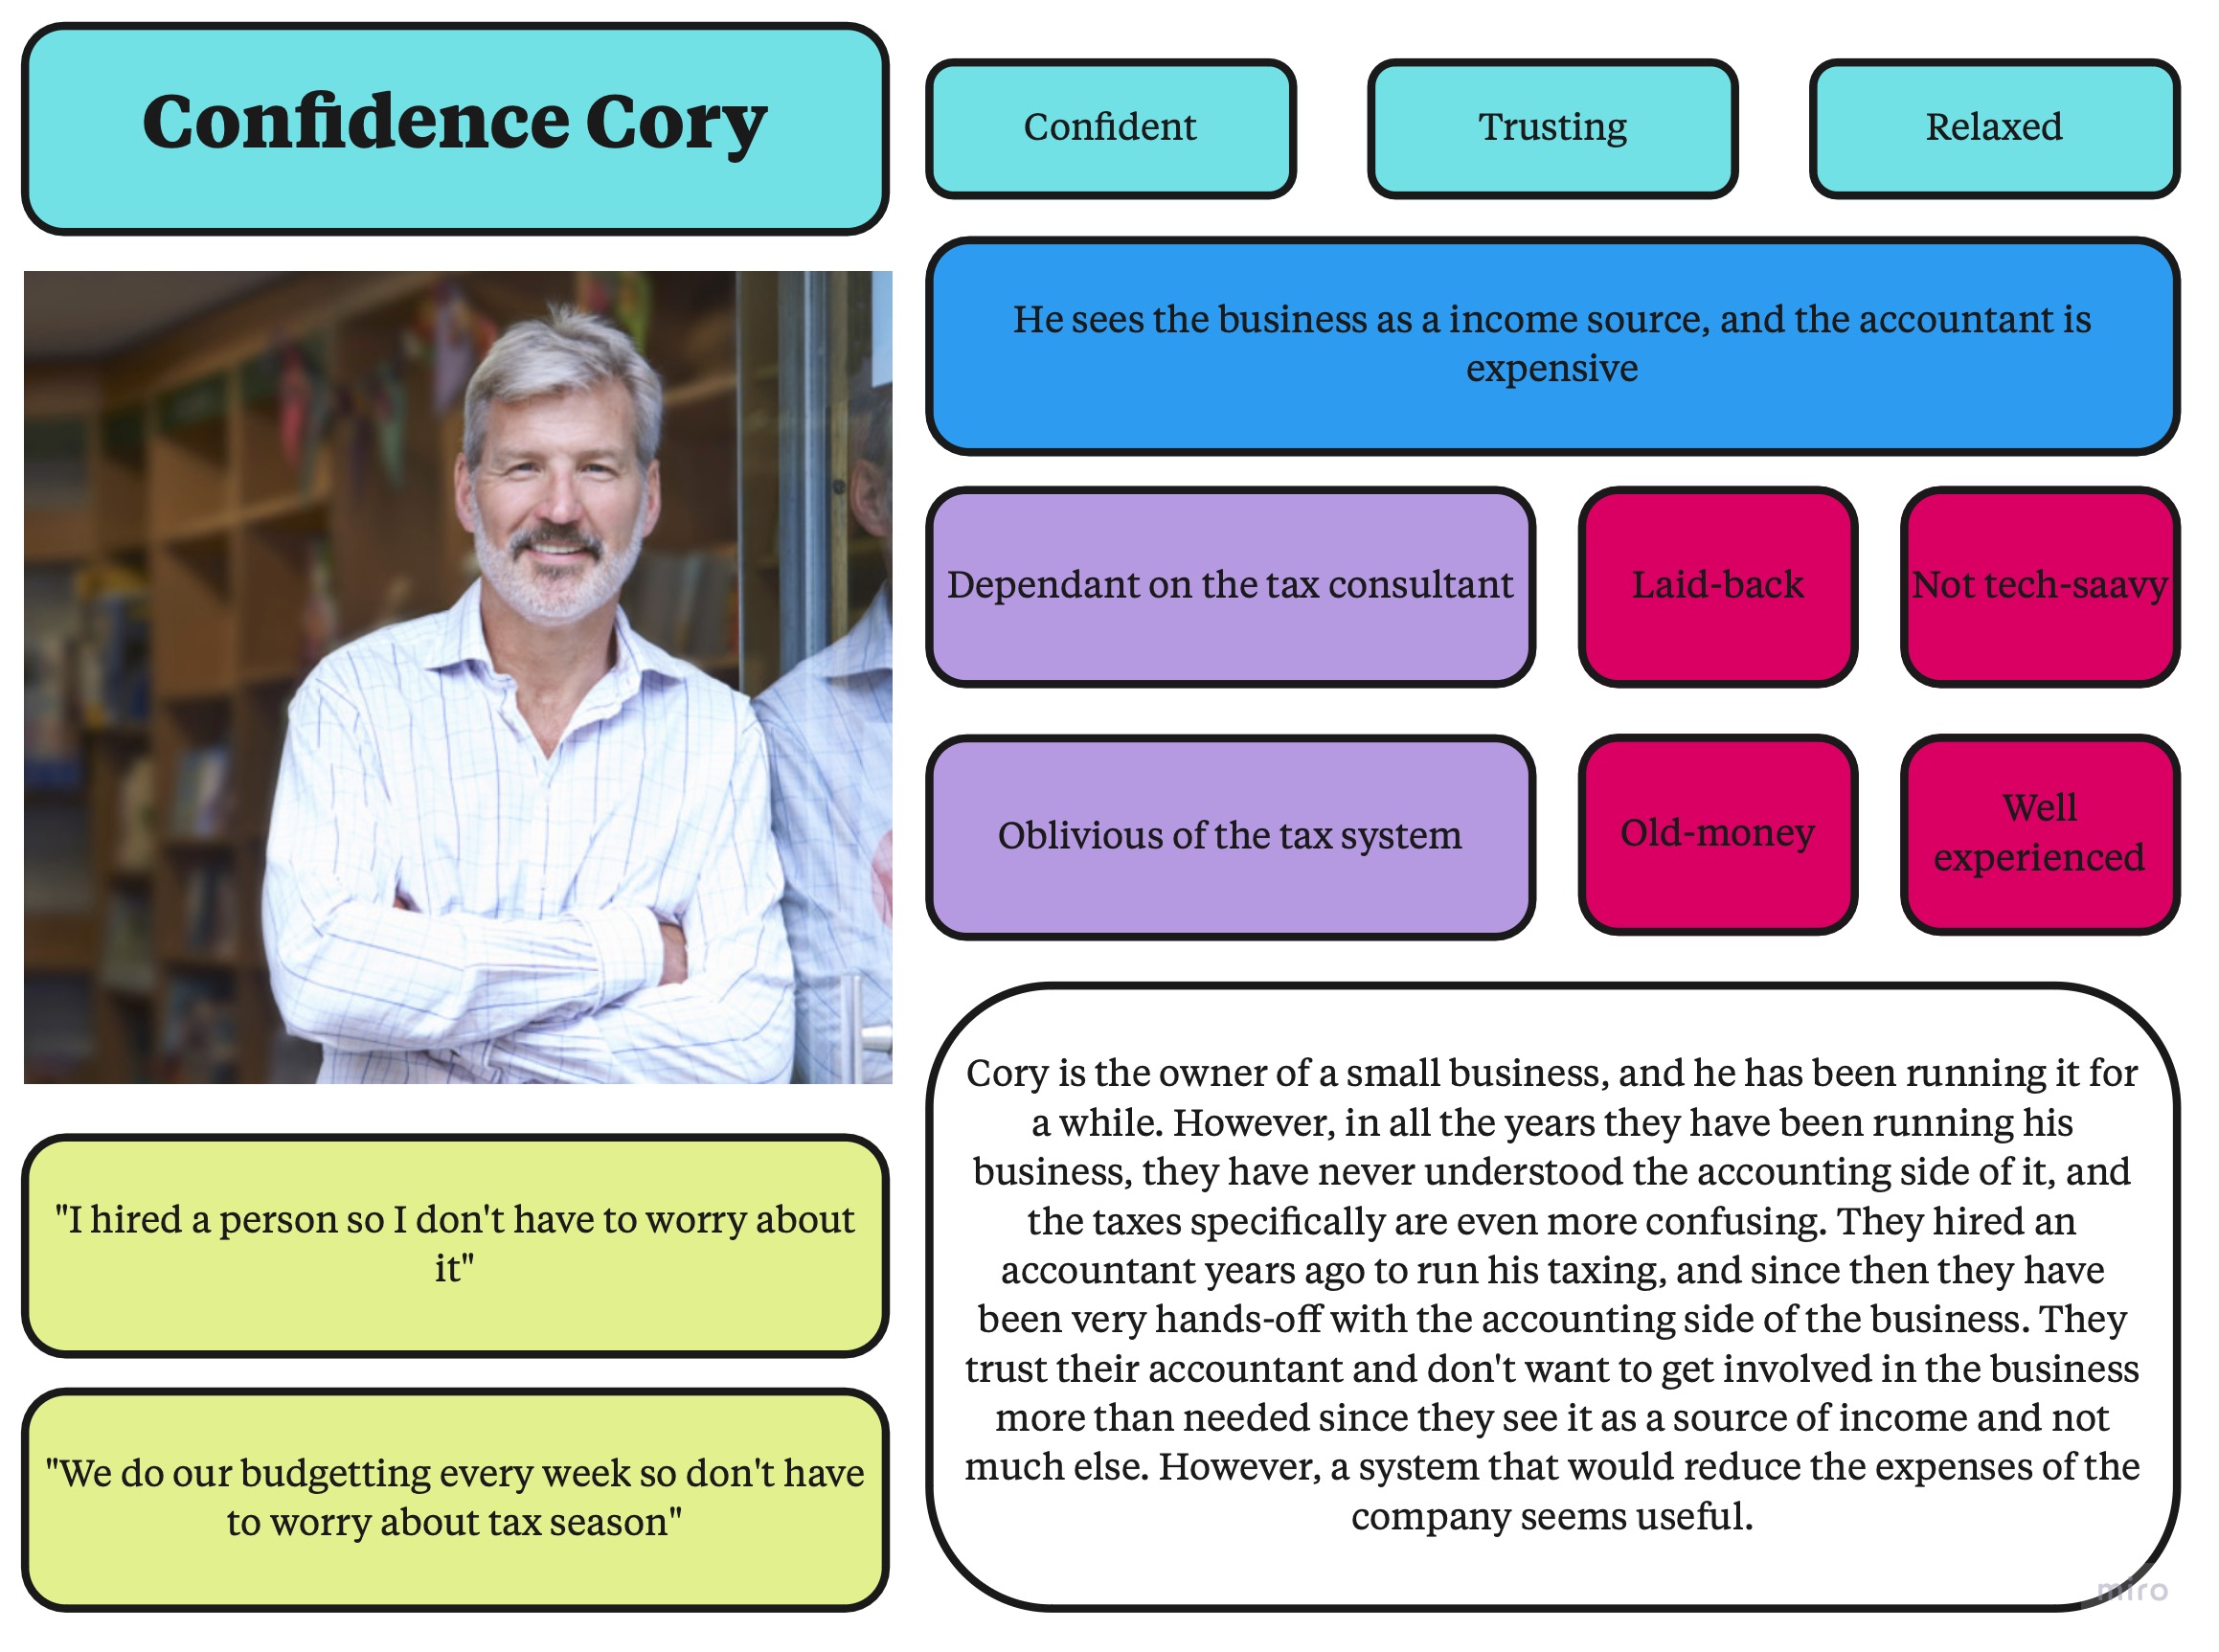 Confidence Cory
Confident
Trusting
Relaxed
He sees the business as a income source, and the accountant is
expensive
Dependant on the tax consultant
Laid-back
Not tech-saavy
Oblivious of the tax system
Old-money
Well
experienced
"I hired a person so I don't have to worry about
it"
"We do our budgetting every week so don't have
to worry about tax season"
Cory is the owner of a small business, and he has been running it for
a while. However, in all the years they have been running his
business, they have never understood the accounting side of it, and
the taxes specifically are even more confusing. They hired an
accountant years ago to run his taxing, and since then they have
been very hands-off with the accounting side of the business. They
trust their accountant and don't want to get involved in the business
more than needed since they see it as a source of income and not
much else. However, a system that would reduce the expenses of the
company seems useful.
miro